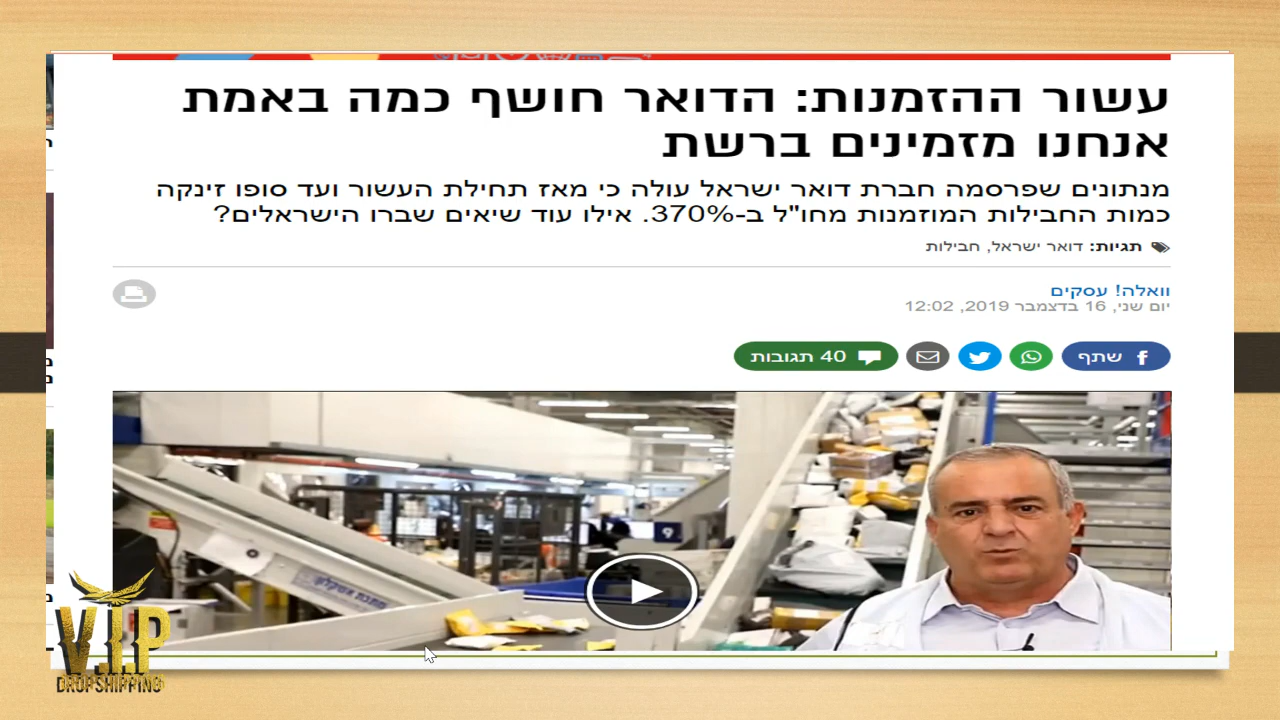 עשור ההזמנות: הדואר חושף כמה באמת
אנחנו מזמינים ברשת
מנתונים שפרסמה חברת דואר ישראל עולה כי מאז תחילת העשור ועד סופו זינקה
כמות החבילות המוזמנות מחו"ל ב-370%. אילו עוד שיאים שברו הישראלים?
תגיות: דואר ישראל, חבילות
וואלה! עסקים
יום שני, 16 בדצמבר 2019, 12:02
שתף
40 תגובות
9
V.I.P
DROPSHIPPING